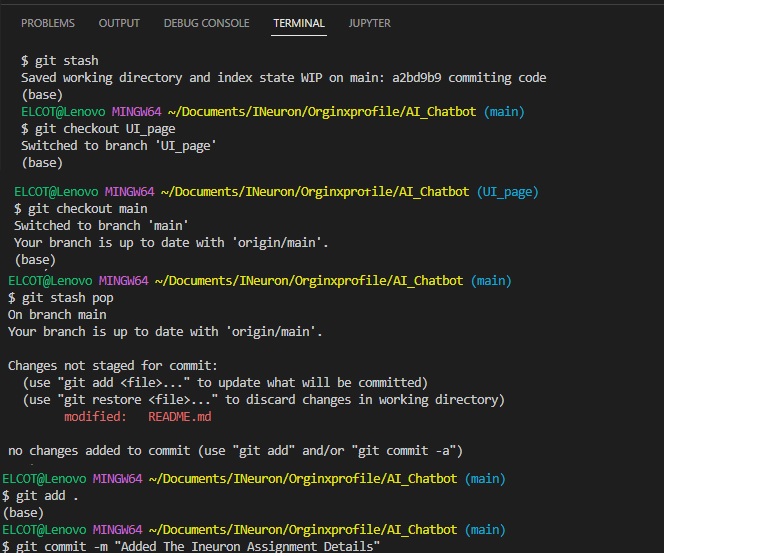 PROBLEMS OUTPUT DEBUG CONSOLE TERMINAL JUPYTER
$ git stash
Saved working directory and index state WIP on main: a2bd9b9 commiting code
(base)
ELCOT@Lenovo MINGW64 ~/Documents/INeuron/Orginxprofile/AI_Chatbot (main)
$ git checkout UI_page
Switched to branch 'UI_page'
(base)
ELCOT@Lenovo MINGW64 ~/Documents/INeuron/Orginxprofile/AI_Chatbot (UI_page)
$ git checkout main
Switched to branch 'main'
Your branch is up to date with 'origin/main'.
(base)
ELCOT@Lenovo MINGW64 ~/Documents/INeuron/Orginxprofile/AI_Chatbot (main)
$ git stash pop
On branch main
Your branch is up to date with 'origin/main'.
Changes not staged for commit:
(use "git add <file>..." to update what will be committed)
(use "git restore <file>..." to discard changes in working directory)
modified: README.md
no changes added to commit (use "git add" and/or "git commit -a")
ELCOT@Lenovo MINGW64 ~/Documents/INeuron/Orginxprofile/AI_Chatbot (main)
$ git add .
(base)
ELCOT@Lenovo MINGW64 ~/Documents/INeuron/Orginxprofile/AI_Chatbot (main)
$ git commit -m "Added The Ineuron Assignment Details"